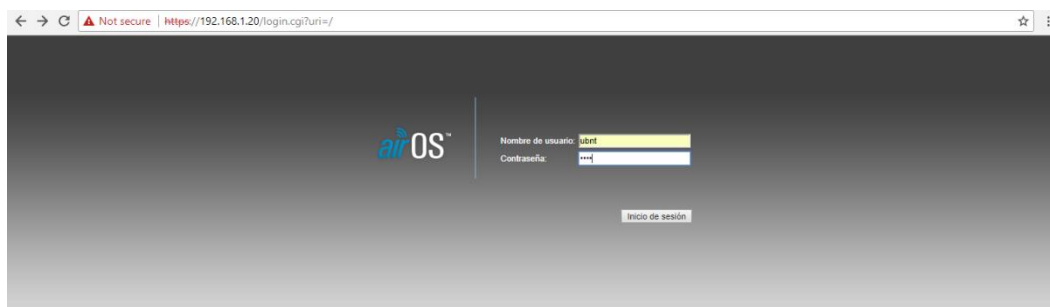 Not secure | https://192.168.1.20/login.cgi?uri=/
airOS™
Nombre de usuario: ubnt
Contraseña: ••••
Inicio de sesión